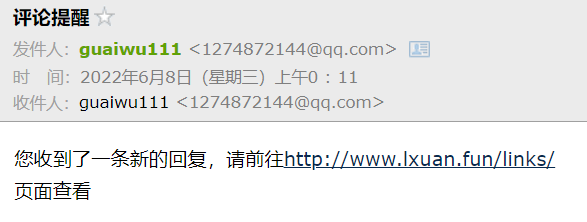 评论提醒
发件人：guaiwu111 <1274872144@qq.com>
时 间：2022年6月8日（星期三）上午0：11
收件人：guaiwu111 <1274872144@qq.com>
您收到了一条新的回复，请前往http://www.lxuan.fun/links/
页面查看